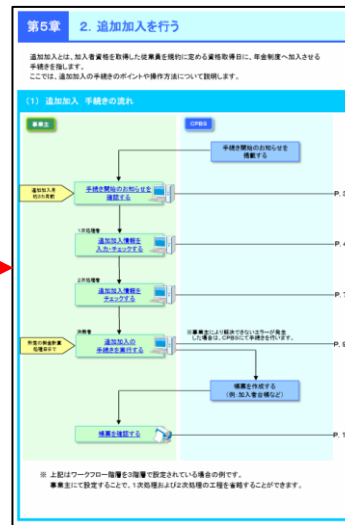 第5章　2. 追加加入を行う
追加加入とは、加入者資格を取得した従業員を規約に定める資格取得日に、年金制度へ加入させる
手続きを指します。
ここでは、追加加入の手続きのポイントや操作方法について説明します。
(1) 追加加入 手続きの流れ
事業主
CPBS
手続き開始のお知らせを
掲載する
手続き開始のお知らせを
確認する
P. 3
1次処理者
追加加入情報を
入力・チェックする
P. 4
2次処理者
追加加入情報を
チェックする
P. 7
決裁者
追加加入の
手続きを実行する
※事業主により解決できないエラーが発生
した場合は、CPBSにて手続きを行います。
P. 9
帳票を作成する
(例:加入者台帳など)
帳票を確認する
P. 1
※ 上記はワークフロー階層を3階層で設定されている場合の例です。
事業主にて設定することで、1次処理および2次処理の工程を省略することができます。